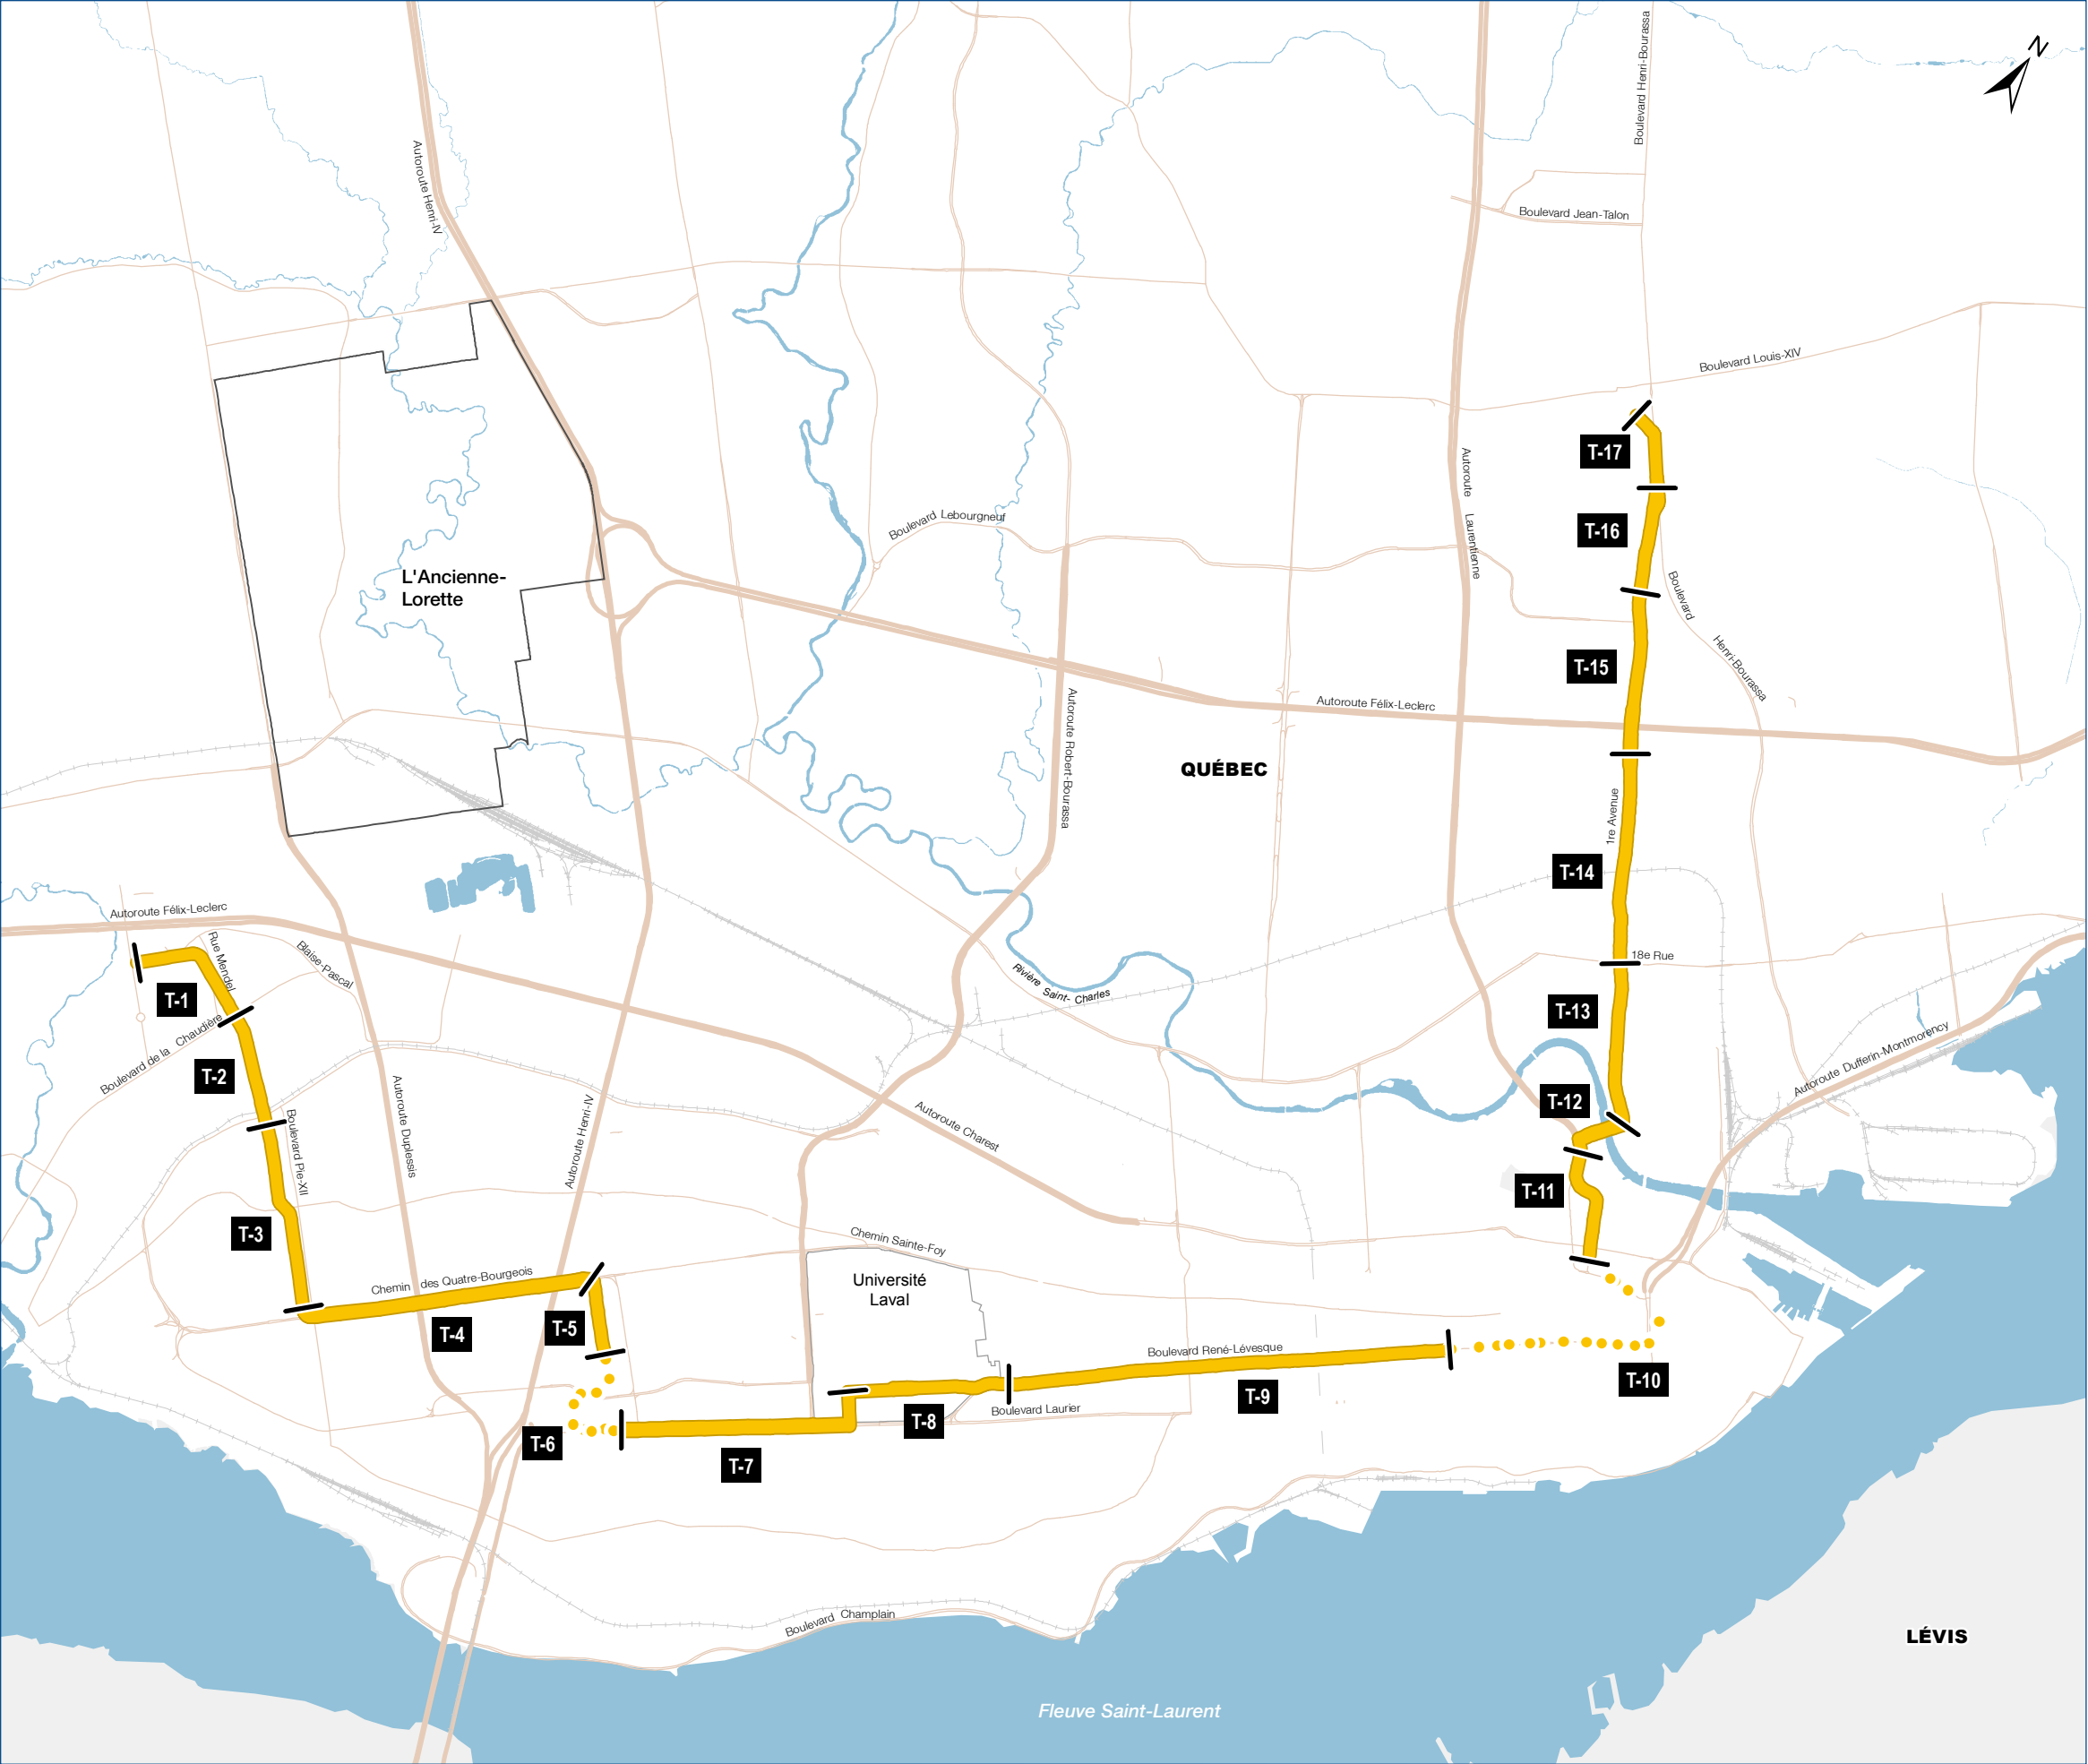 N
Boulevard Henri-Bourassa
Autoroute Henri-IV
Boulevard Jean-Talon
Boulevard Louis-XIV
T-17
Autoroute Laurentienne
Boulevard Lebourgneuf
T-16
L'Ancienne-
Lorette
Boulevard Henri-Bourassa
T-15
Autoroute Félix-Leclerc
Autoroute Robert-Bourassa
QUÉBEC
1re Avenue
T-14
Autoroute Félix-Leclerc
Rue Mendel
Blaise-Pascal
18e Rue
Rivière Saint- Charles
T-1
T-13
Boulevard de la Chaudière
Autoroute Dufferin-Montmorency
T-2
T-12
Autoroute Duplessis
Autoroute Henri-IV
Autoroute Charest
Boulevard Pie-XII
T-11
T-3
Chemin Sainte-Foy
Chemin des Quatre-Bourgeois
Université
Laval
T-5
T-4
Boulevard René-Lévesque
T-10
T-9
Boulevard Laurier
T-8
T-6
T-7
Boulevard Champlain
LÉVIS
Fleuve Saint-Laurent